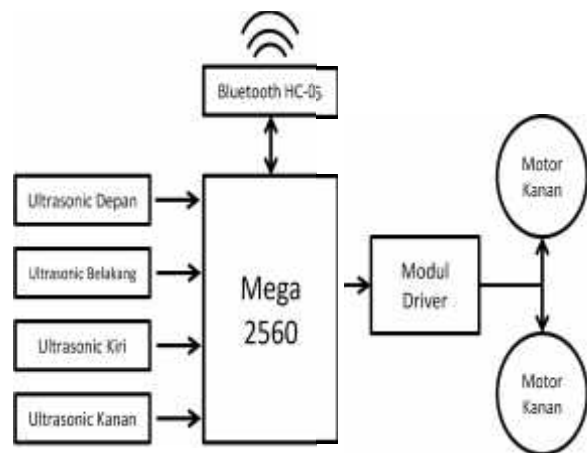 Bluetooth HC-05
Ultrasonic Depan
Ultrasonic Belakang
Ultrasonic Kiri
Ultrasonic Kanan
Mega
2560
Modul
Driver
Motor
Kanan
Motor
Kanan